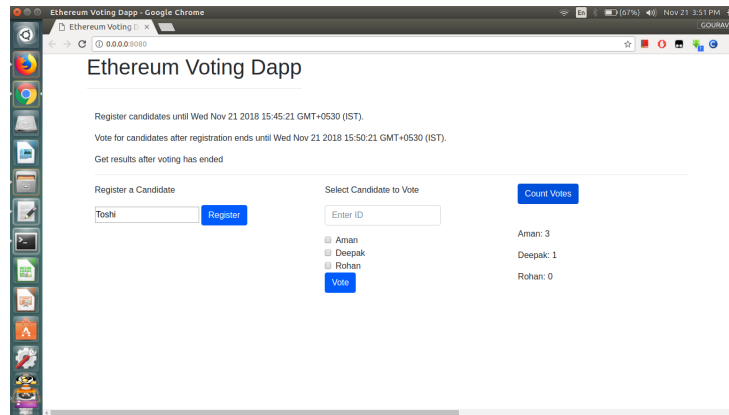 Ethereum Voting Dapp - Google Chrome
En (67%) Nov 21 3:51 PM
Ethereum Voting D ×
GOURAV
0.0.0.0:8080
Ethereum Voting Dapp
Register candidates until Wed Nov 21 2018 15:45:21 GMT+0530 (IST).
Vote for candidates after registration ends until Wed Nov 21 2018 15:50:21 GMT+0530 (IST).
Get results after voting has ended
Register a Candidate
Toshi
Register
Select Candidate to Vote
Enter ID
Aman
Deepak
Rohan
Vote
Count Votes
Aman: 3
Deepak: 1
Rohan: 0